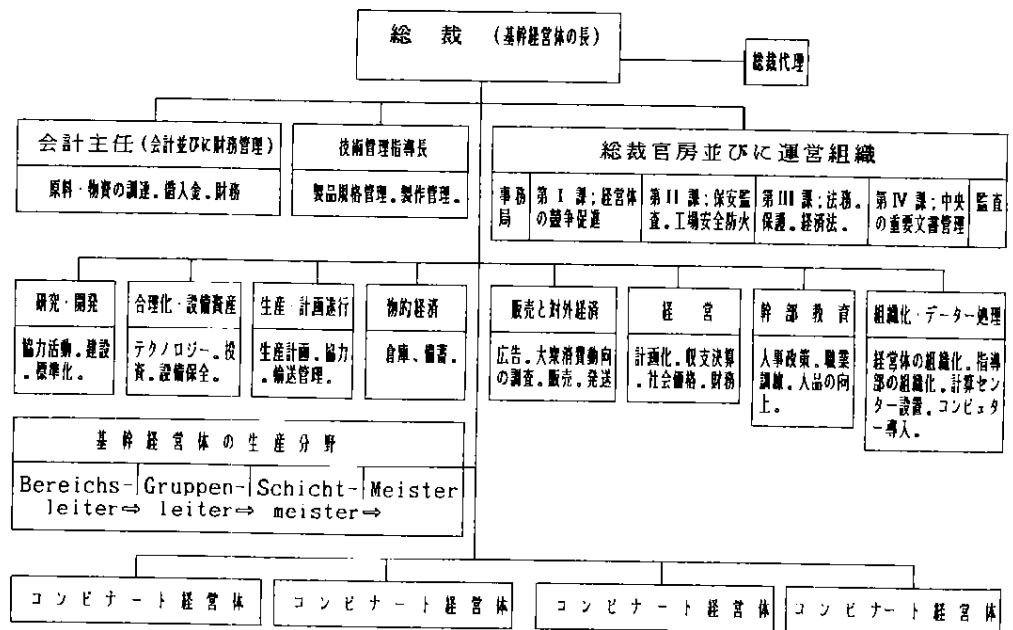 総 裁 (基幹経営体の長)
総裁代理
会計主任(会計並びに財務管理)
原料・物資の調達.借入金.財務
技術管理指導長
製品規格管理.製作管理.
総裁官房並びに運営組織
事務
局
第 I 課;経営体
の競争促進
第 II 課;保安監
査.工場安全防火
第 III 課;法務.
保護.経済法.
第 IV 課;中央
の重要文書管理
監査
研究・開発
協力活動.建設
.標準化.
合理化・設備資産
テクノロジー.投
資.設備保全.
生産・計画遂行
生産計画.協力
.輸送管理.
物的経済
倉庫、備蓄.
販売と対外経済
広告.大衆消費動向
の調査.販売.発送
経 営
計画化.収支決算
.社会価格.財務
幹部教育
人事政策.職業
訓練.人品の向
上.
組織化・データー処理
経営体の組織化.指導
部の組織化.計算セン
ター設置.コンピュタ
ー導入.
基幹経営体の生産分野
Bereichs-
leiter⇒
Gruppen-
leiter⇒
Schicht-
meister⇒
Meister
コンビナート経営体
コンビナート経営体
コンビナート経営体
コンビナート経営体